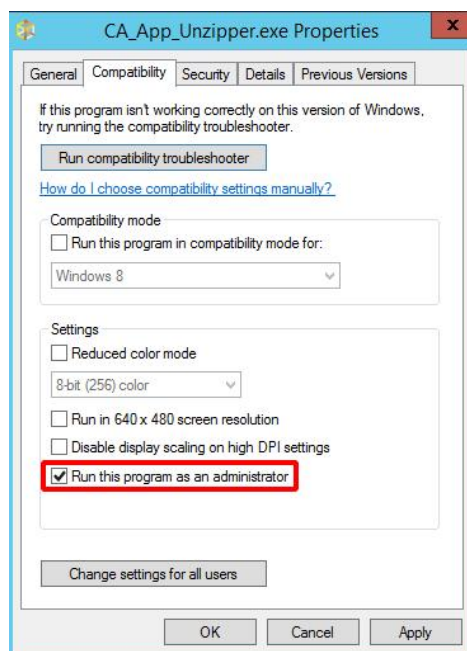 CA_App_Unzipper.exe Properties
x
General Compatibility Security Details Previous Versions
If this program isn't working correctly on this version of Windows,
try running the compatibility troubleshooter.
Run compatibility troubleshooter
How do I choose compatibility settings manually?
Compatibility mode
Run this program in compatibility mode for:
Windows 8
Settings
Reduced color mode
8-bit (256) color
Run in 640 x 480 screen resolution
Disable display scaling on high DPI settings
Run this program as an administrator
Change settings for all users
OK Cancel Apply